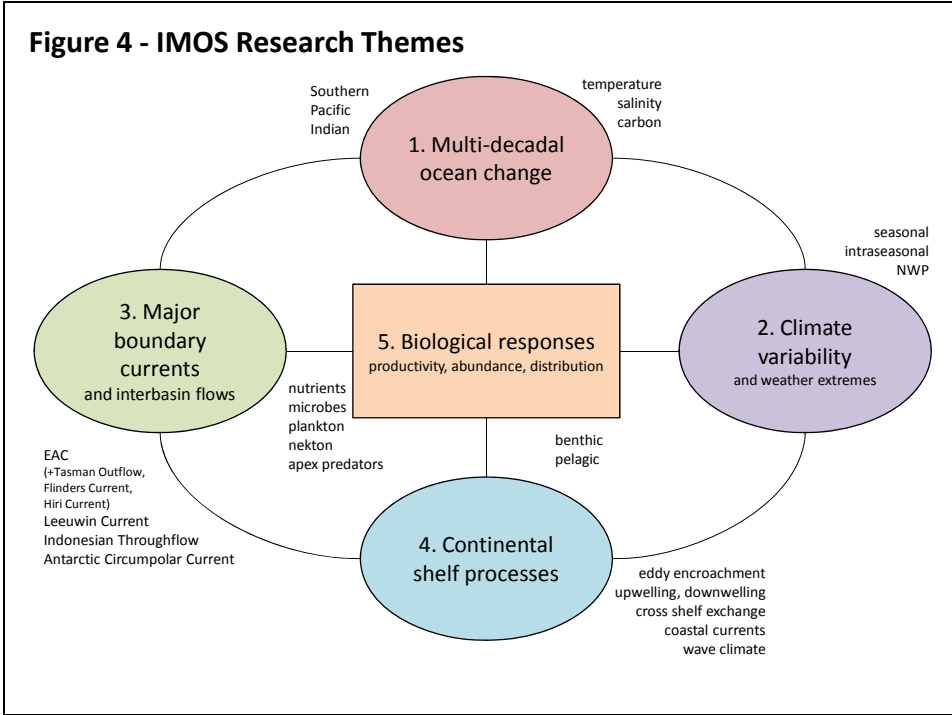 Figure 4 - IMOS Research Themes
Southern
Pacific
Indian
temperature
salinity
carbon
1. Multi-decadal
ocean change
seasonal
intraseasonal
NWP
3. Major
boundary
currents
and interbasin flows
5. Biological responses
productivity, abundance, distribution
2. Climate
variability
and weather extremes
nutrients
microbes
plankton
nekton
apex predators
benthic
pelagic
EAC
(+Tasman Outflow,
Flinders Current,
Hiri Current)
Leeuwin Current
Indonesian Throughflow
Antarctic Circumpolar Current
4. Continental
shelf processes
eddy encroachment
upwelling, downwelling
cross shelf exchange
coastal currents
wave climate